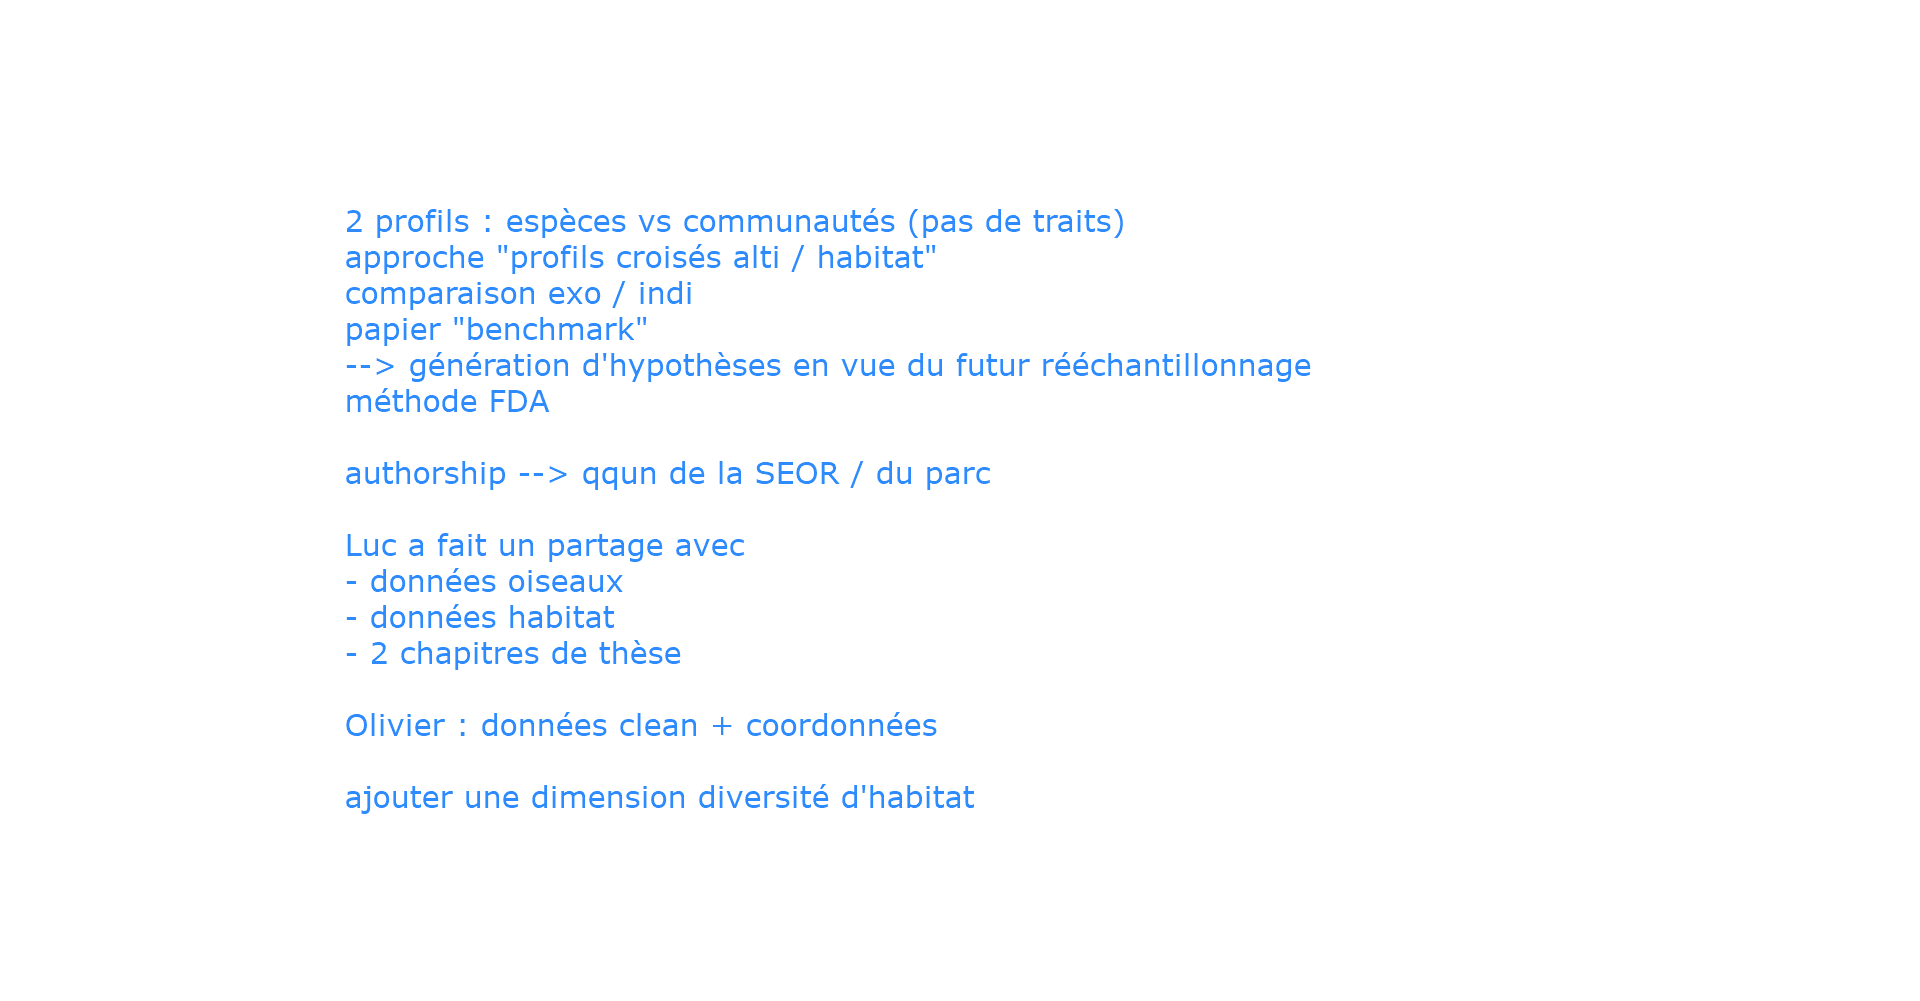 2 profils : espèces vs communautés (pas de traits)
approche "profils croisés alti / habitat"
comparaison exo / indi
papier "benchmark"
--> génération d'hypothèses en vue du futur rééchantillonnage
méthode FDA
authorship --> qqun de la SEOR / du parc
Luc a fait un partage avec
- données oiseaux
- données habitat
- 2 chapitres de thèse
Olivier : données clean + coordonnées
ajouter une dimension diversité d'habitat